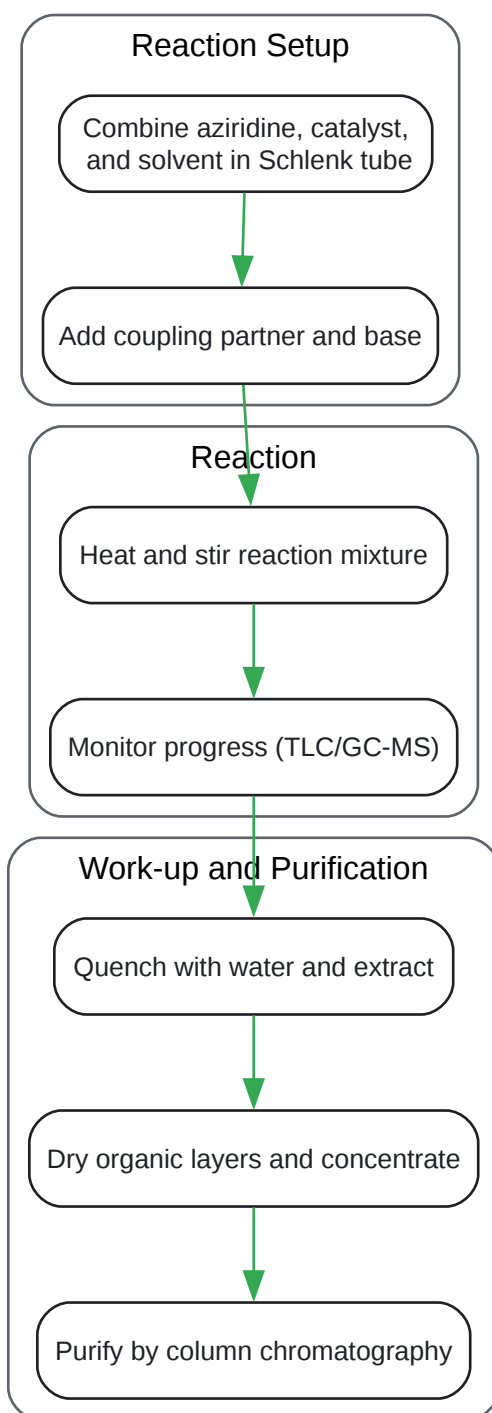 Reaction Setup
Combine aziridine, catalyst,
and solvent in Schlenk tube
Add coupling partner and base
Reaction
Heat and stir reaction mixture
Monitor progress (TLC/GC-MS)
Work-up and Purification
Quench with water and extract
Dry organic layers and concentrate
Purify by column chromatography